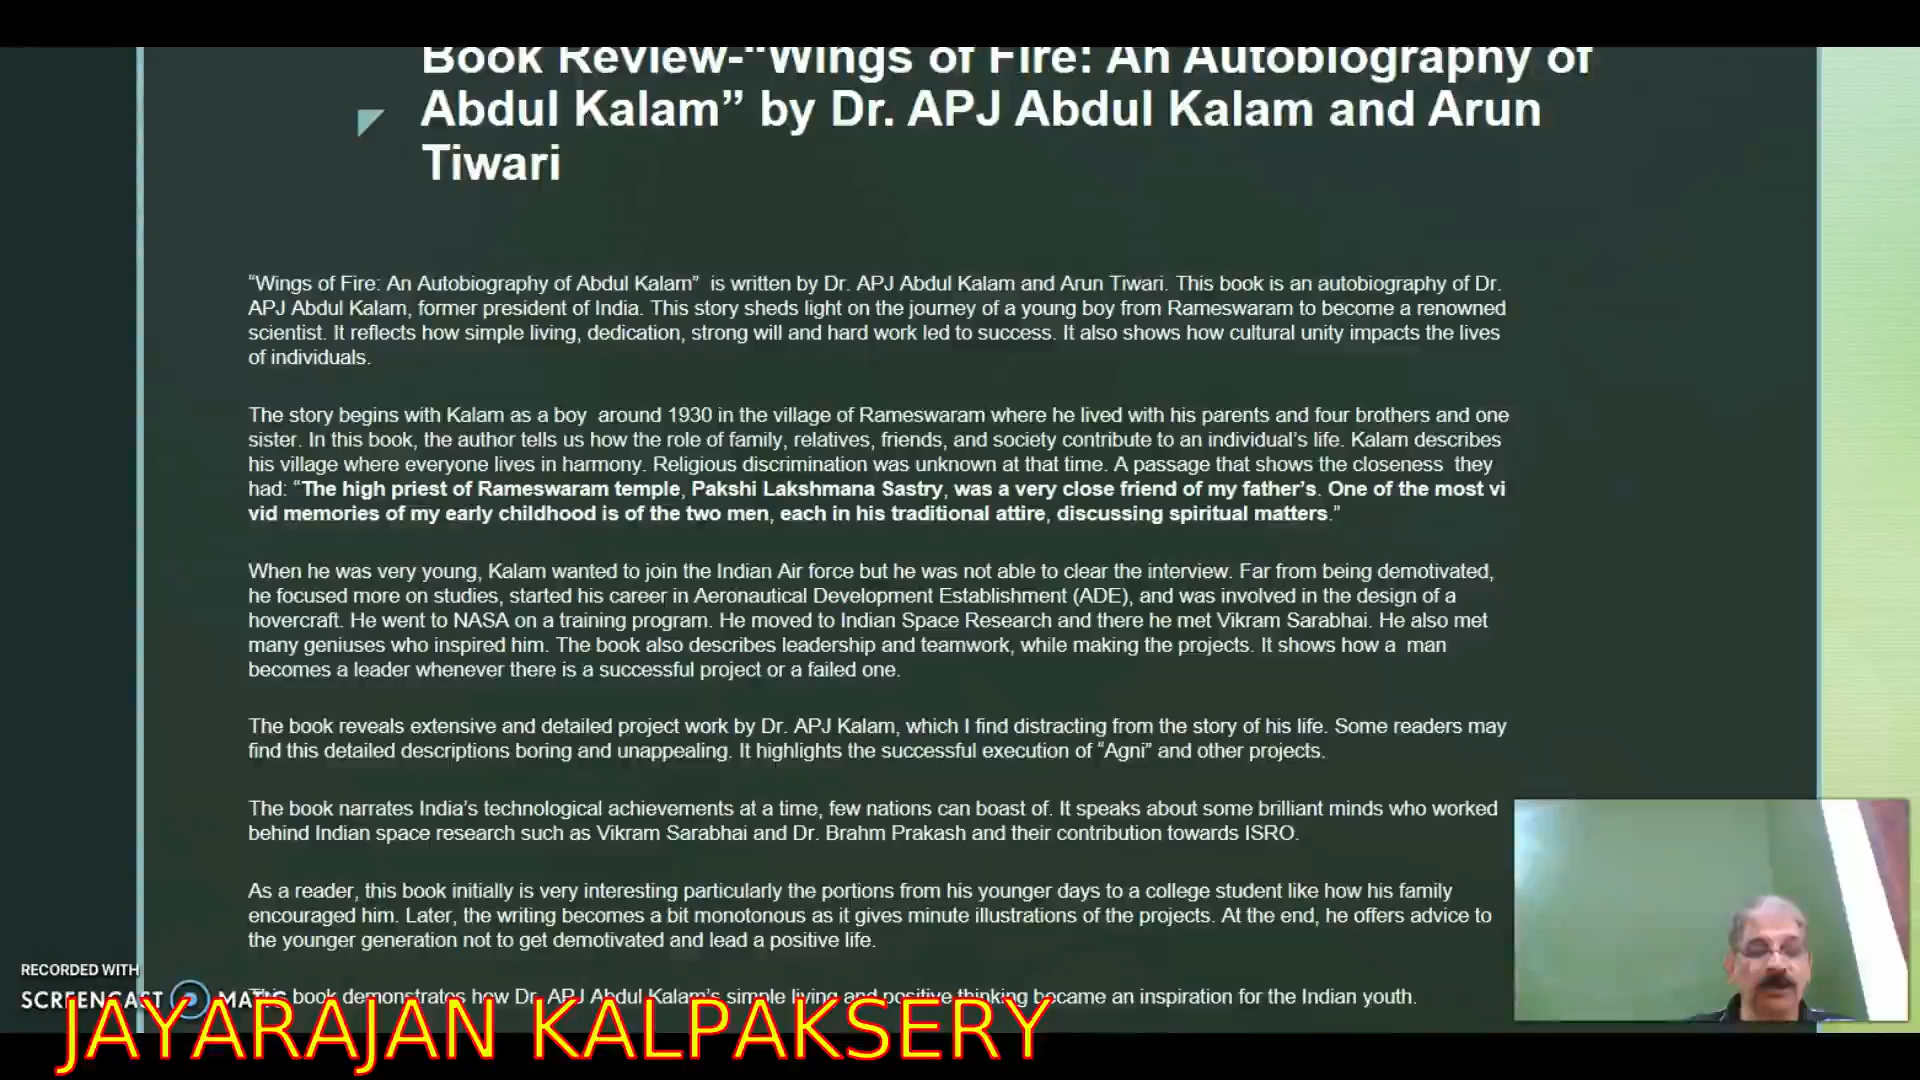 Book Review-“Wings of Fire: An Autobiography of
Abdul Kalam” by Dr. APJ Abdul Kalam and Arun
Tiwari
“Wings of Fire: An Autobiography of Abdul Kalam”  is written by Dr. APJ Abdul Kalam and Arun Tiwari. This book is an autobiography of Dr.
APJ Abdul Kalam, former president of India. This story sheds light on the journey of a young boy from Rameswaram to become a renowned
scientist. It reflects how simple living, dedication, strong will and hard work led to success. It also shows how cultural unity impacts the lives
of individuals.
The story begins with Kalam as a boy  around 1930 in the village of Rameswaram where he lived with his parents and four brothers and one
sister. In this book, the author tells us how the role of family, relatives, friends, and society contribute to an individual’s life. Kalam describes
his village where everyone lives in harmony. Religious discrimination was unknown at that time. A passage that shows the closeness  they
had: “The high priest of Rameswaram temple, Pakshi Lakshmana Sastry, was a very close friend of my father’s. One of the most vi
vid memories of my early childhood is of the two men, each in his traditional attire, discussing spiritual matters.”
When he was very young, Kalam wanted to join the Indian Air force but he was not able to clear the interview. Far from being demotivated,
he focused more on studies, started his career in Aeronautical Development Establishment (ADE), and was involved in the design of a
hovercraft. He went to NASA on a training program. He moved to Indian Space Research and there he met Vikram Sarabhai. He also met
many geniuses who inspired him. The book also describes leadership and teamwork, while making the projects. It shows how a  man
becomes a leader whenever there is a successful project or a failed one.
The book reveals extensive and detailed project work by Dr. APJ Kalam, which I find distracting from the story of his life. Some readers may
find this detailed descriptions boring and unappealing. It highlights the successful execution of “Agni” and other projects.
The book narrates India’s technological achievements at a time, few nations can boast of. It speaks about some brilliant minds who worked
behind Indian space research such as Vikram Sarabhai and Dr. Brahm Prakash and their contribution towards ISRO.
As a reader, this book initially is very interesting particularly the portions from his younger days to a college student like how his family
encouraged him. Later, the writing becomes a bit monotonous as it gives minute illustrations of the projects. At the end, he offers advice to
the younger generation not to get demotivated and lead a positive life.
This book demonstrates how Dr. APJ Abdul Kalam’s simple living and positive thinking became an inspiration for the Indian youth.
RECORDED WITH
SCREENCAST MATIC
JAYARAJAN KALPAKSERY